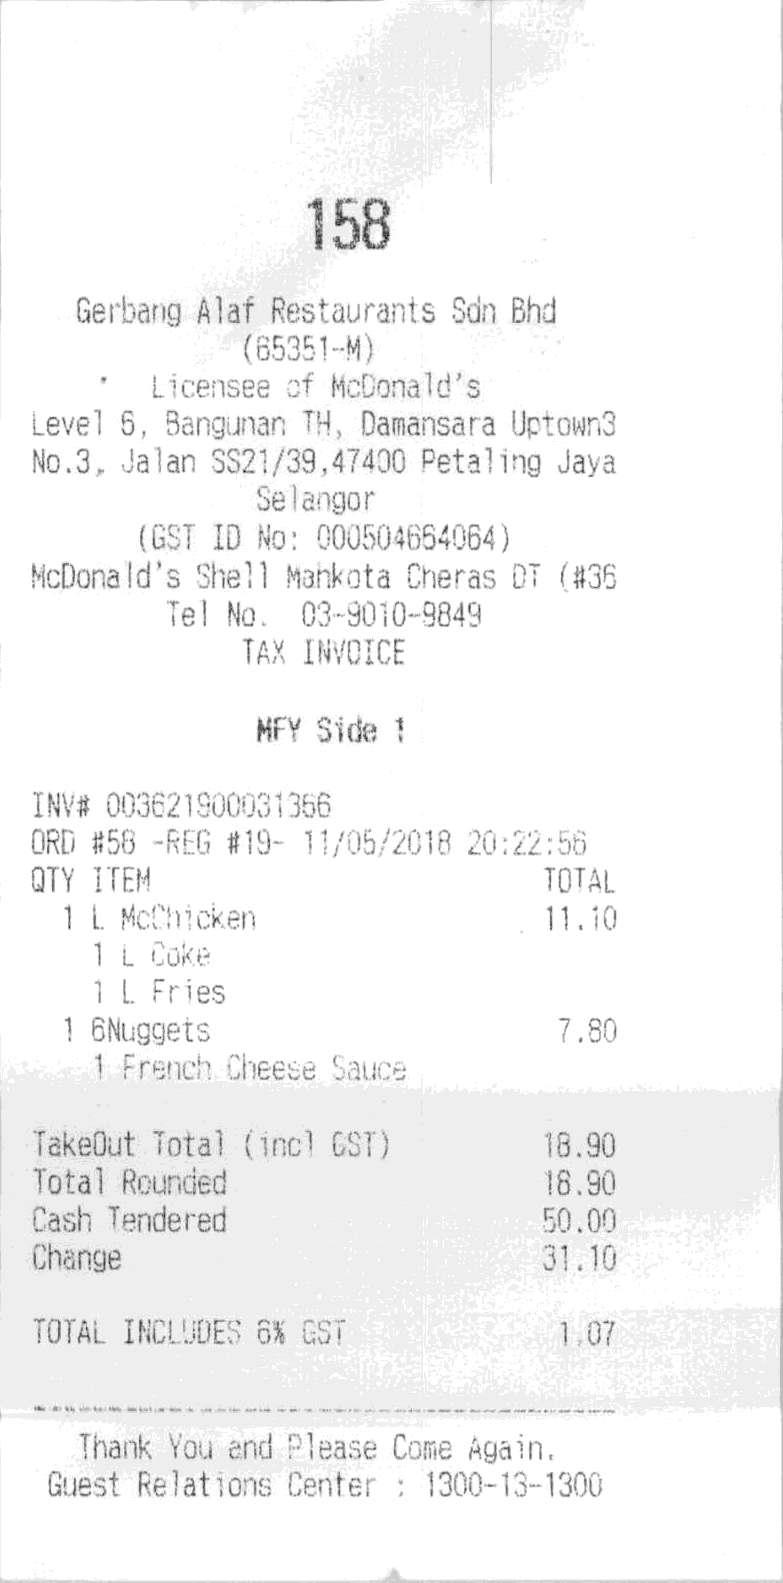 158
Gerbang Alaf Restaurants Sdn Bhd
(65351-M)
Licensee of McDonald's
Level 6, Bangunan TH, Damansara Uptown3
No.3, Jalan SS21/39,47400 Petaling Jaya
Selangor
(GST ID No: 000504664064)
McDonald's Shell Mahkota Cheras DT (#36
Tel No. 03-9010-9849
TAX INVOICE
MFY Side 1
INV# 003621900031366
ORD #58 -REG #19- 11/05/2018 20:22:56
QTY ITEM TOTAL
1 L McChicken 11.10
1 L Coke
1 L Fries
1 6Nuggets 7.80
1 French Cheese Sauce
TakeOut Total (incl GST) 18.90
Total Rounded 18.90
Cash Tendered 50.00
Change 31.10
TOTAL INCLUDES 6% GST 1.07
Thank You and Please Come Again.
Guest Relations Center : 1300-13-1300